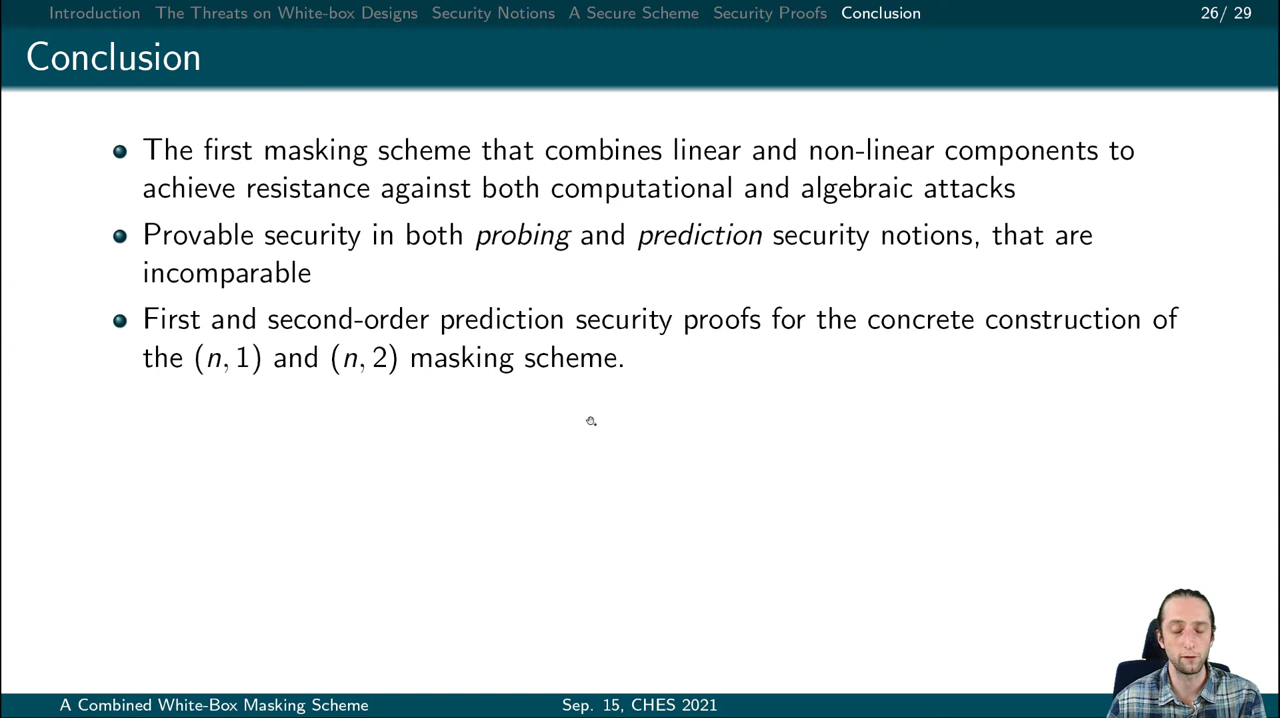 Introduction The Threats on White-box Designs Security Notions A Secure Scheme Security Proofs Conclusion 26/ 29
Conclusion
The first masking scheme that combines linear and non-linear components to
achieve resistance against both computational and algebraic attacks
Provable security in both probing and prediction security notions, that are
incomparable
First and second-order prediction security proofs for the concrete construction of
the (n, 1) and (n, 2) masking scheme.
A Combined White-Box Masking Scheme Sep. 15, CHES 2021